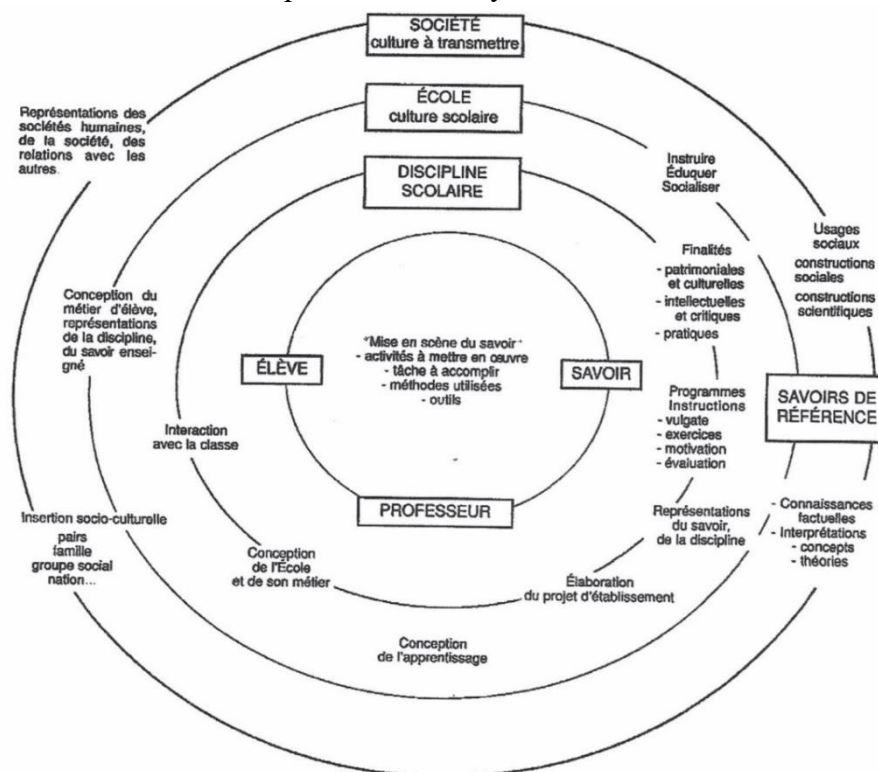 SOCIÉTÉ
culture à transmettre
ÉCOLE
culture scolaire
DISCIPLINE
SCOLAIRE
Représentations des
sociétés humaines,
de la société, des
relations avec les
autres.
Instruire
Éduquer
Socialiser
Usages
sociaux
constructions
sociales
constructions
scientifiques
Finalités
- patrimoniales
et culturelles
- intellectuelles
et critiques
- pratiques
Conception du
métier d'élève,
représentations
de la discipline,
du savoir ensei-
gné
ÉLÈVE
"Mise en scène du savoir"
- activités à mettre en œuvre
- tâche à accomplir
- méthodes utilisées
- outils
SAVOIR
Programmes
Instructions
- vulgate
- exercices
- motivation
- évaluation
SAVOIRS DE
RÉFÉRENCE
Interaction
avec la classe
PROFESSEUR
Insertion socio-culturelle
pairs
famille
groupe social
nation...
Conception
de l'École
et de son métier
Représentations
du savoir,
de la discipline
- Connaissances
factuelles
- Interprétations
- concepts
- théories
Élaboration
du projet d'établissement
Conception
de l'apprentissage